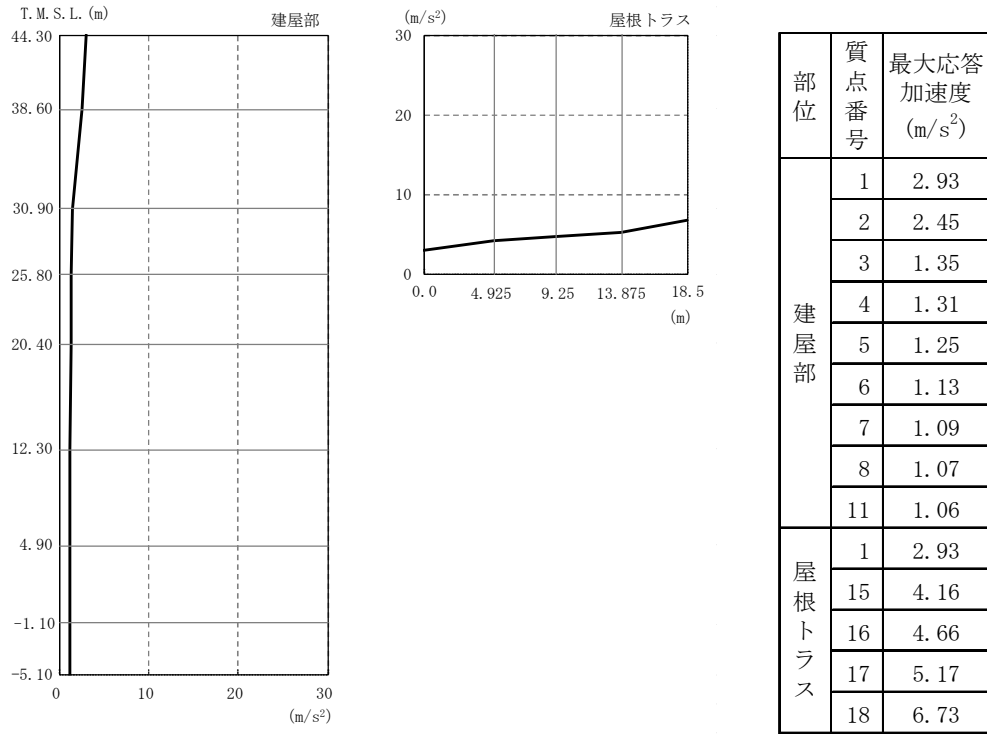 T.M.S.L.(m)
建屋部
44.30
38.60
30.90
25.80
20.40
12.30
4.90
-1.10
-5.10
0 10 20 30
(m/s²)
(m/s²)
屋根トラス
30
20
10
0
0.0 4.925 9.25 13.875 18.5
(m)
部位 質点番号 最大応答加速度(m/s²)
建屋部
1 2.93
2 2.45
3 1.35
4 1.31
5 1.25
6 1.13
7 1.09
8 1.07
11 1.06
屋根トラス
1 2.93
15 4.16
16 4.66
17 5.17
18 6.73